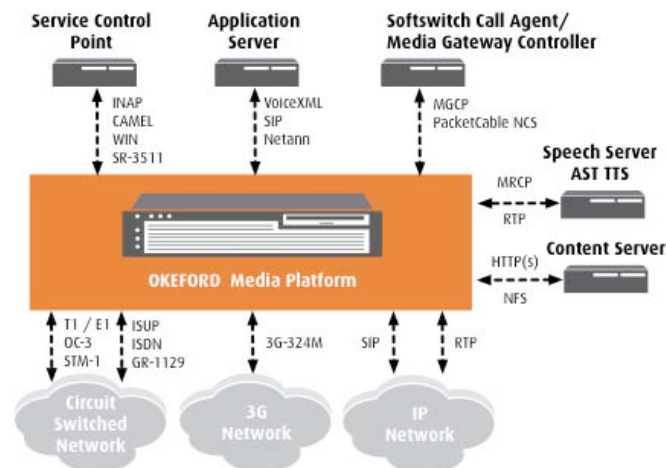 Service Control
Point
Application
Server
Softswitch Call Agent/
Media Gateway Controller
INAP
CAMEL
WIN
SR-3511
VoiceXML
SIP
Netann
MGCP
PacketCable NCS
Speech Server
AST TTS
MRCP
RTP
Content Server
HTTP(s)
NFS
OKEFORD Media Platform
T1 / E1
OC-3
STM-1
ISUP
ISDN
GR-1129
3G-324M
SIP
RTP
Circuit
Switched
Network
3G
Network
IP
Network